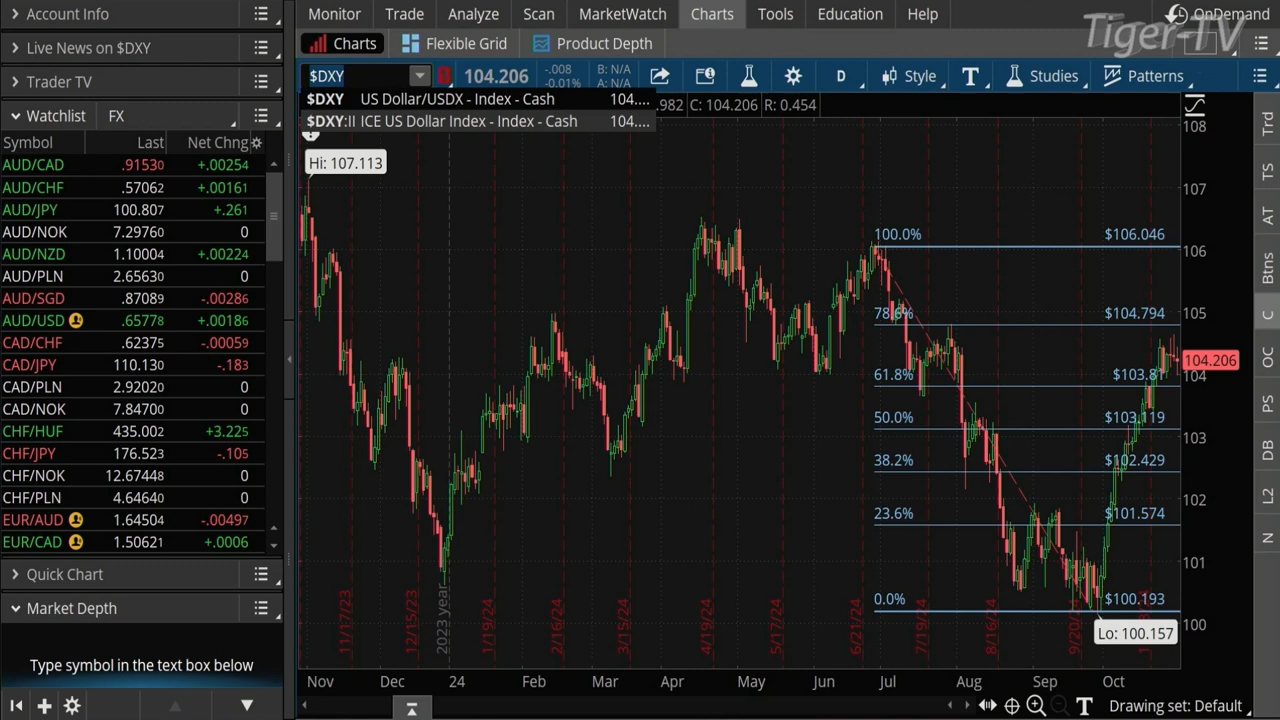 Account Info
Monitor Trade Analyze Scan MarketWatch Charts Tools Education Help
OnDemand
Tiger-TV
Live News on $DXY
Charts Flexible Grid Product Depth
Trader TV
$DXY 104.206 -.008 B: N/A
-0.01% A: N/A
D Style T Studies Patterns
$DXY US Dollar/USDX - Index - Cash 104....
$DXY:II ICE US Dollar Index - Index - Cash 104....
.982 C: 104.206 R: 0.454
Watchlist FX
Symbol Last Net Chng
AUD/CAD .91530 +.00254
AUD/CHF .57062 +.00161
AUD/JPY 100.807 +.261
AUD/NOK 7.29760 0
AUD/NZD 1.10004 +.00224
AUD/PLN 2.65630 0
AUD/SGD .87089 -.00286
AUD/USD .65778 +.00186
CAD/CHF .62375 -.00059
CAD/JPY 110.130 -.183
CAD/PLN 2.92020 0
CAD/NOK 7.84700 0
CHF/HUF 435.002 +3.225
CHF/JPY 176.523 -.105
CHF/NOK 12.67448 0
CHF/PLN 4.64640 0
EUR/AUD 1.64504 -.00497
EUR/CAD 1.50621 +.0006
Quick Chart
Market Depth
Type symbol in the text box below
Hi: 107.113
100.0% $106.046
78.6% $104.794
61.8% $103.81
50.0% $103.119
38.2% $102.429
23.6% $101.574
0.0% $100.193
Lo: 100.157
108
107
106
105
104.206
104
103
102
101
100
11/17/23 12/15/23 2023 year 1/19/24 2/16/24 3/15/24 4/19/24 5/17/24 6/21/24 7/19/24 8/16/24 9/20/
Nov Dec 24 Feb Mar Apr May Jun Jul Aug Sep Oct
T Drawing set: Default
Trd
TS
AT
Btns
C
OC
PS
DB
L2
N